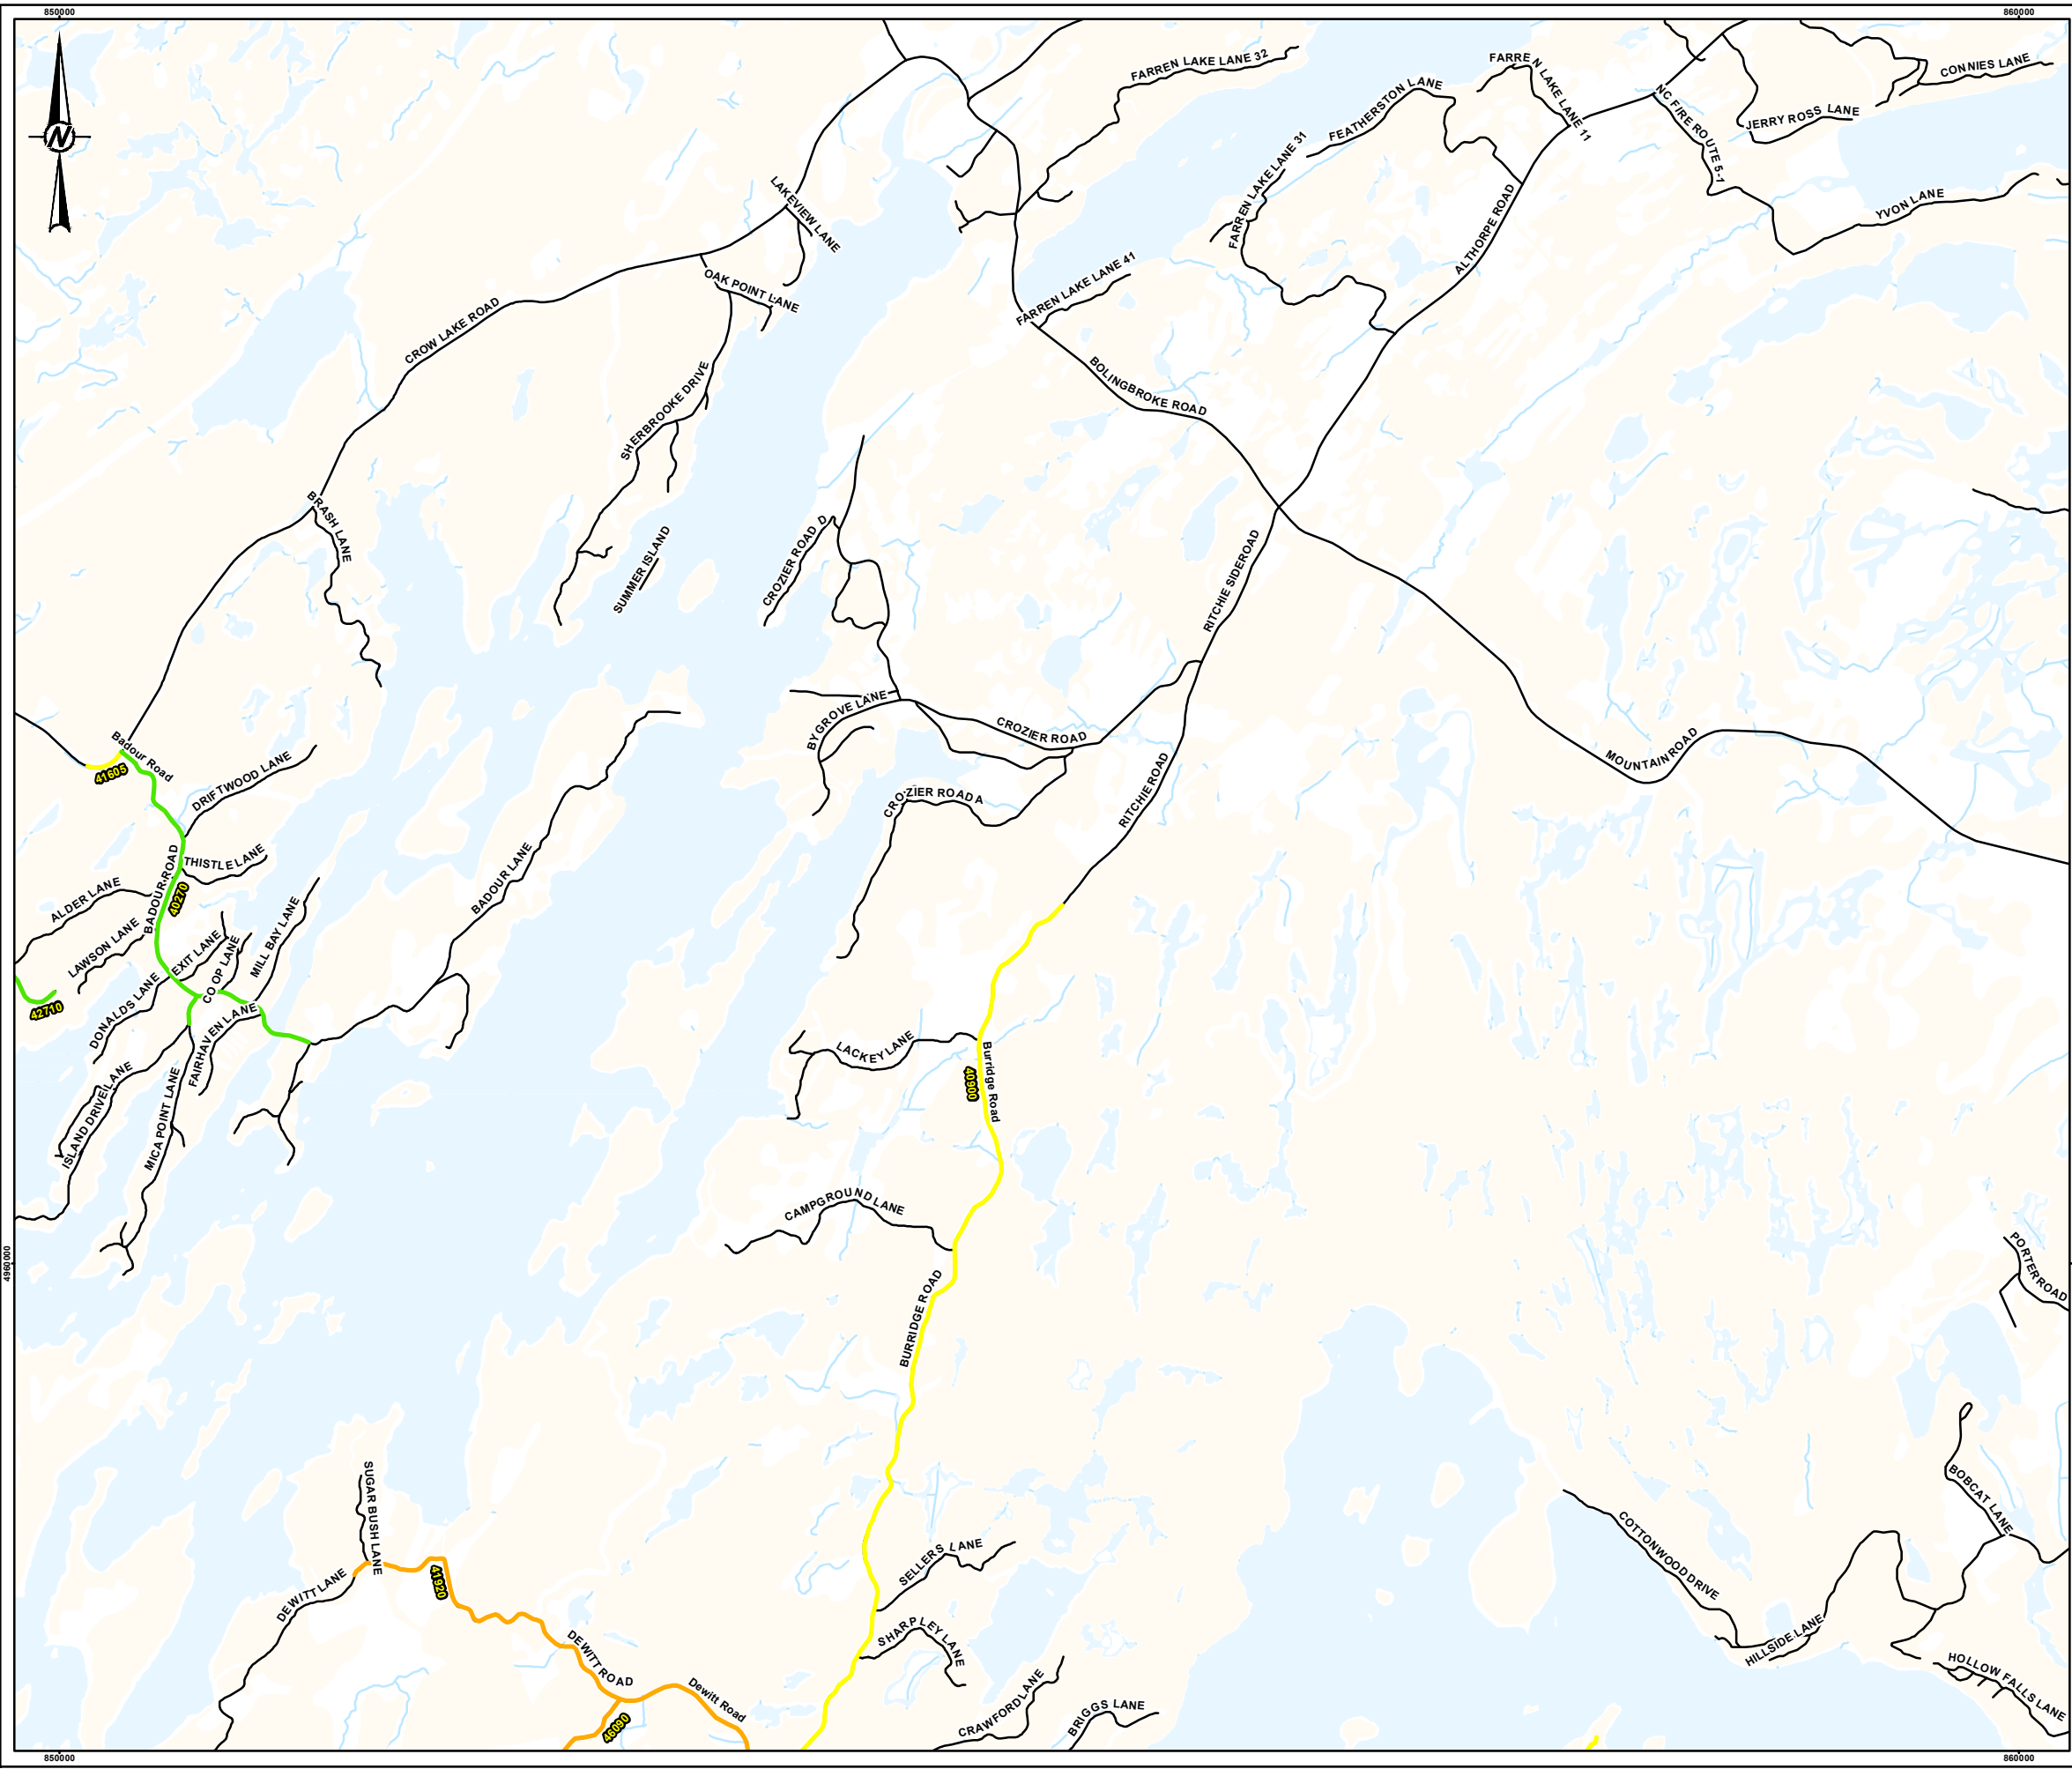 850000
860000
N
FARREN LAKE LANE 32
FARREN LAKE LANE 11
CONNIES LANE
FEATHERSTON LANE
NC FIRE ROUTE 5-1
JERRY ROSS LANE
FARREN LAKE LANE 31
LAKEVIEW LANE
ALTHORPE ROAD
YVON LANE
OAK POINT LANE
FARREN LAKE LANE 41
CROW LAKE ROAD
BOLINGBROKE ROAD
SHERBROOKE DRIVE
BRASH LANE
SUMMER ISLAND
CROZIER ROAD D
RITCHIE SIDEROAD
BYGROVE LANE
CROZIER ROAD
MOUNTAIN ROAD
Badour Road
41605
DRIFTWOOD LANE
CROZIER ROAD A
RITCHIE ROAD
THISTLE LANE
BADOUR ROAD
40270
BADOUR LANE
ALDER LANE
LAWSON LANE
EXIT LANE
CO OP LANE
MILL BAY LANE
42710
DONALDS LANE
FAIRHAVEN LANE
LACKEY LANE
Burridge Road
40900
ISLAND DRIVE LANE
MICA POINT LANE
CAMPGROUND LANE
4960000
PORTER ROAD
BURRIDGE ROAD
SUGAR BUSH LANE
BOBCAT LANE
COTTONWOOD DRIVE
SELLERS LANE
DEWITT LANE
41920
SHARPLEY LANE
DEWITT ROAD
HILLSIDE LANE
HOLLOW FALLS LANE
Dewitt Road
CRAWFORD LANE
BRIGGS LANE
46090
850000
860000